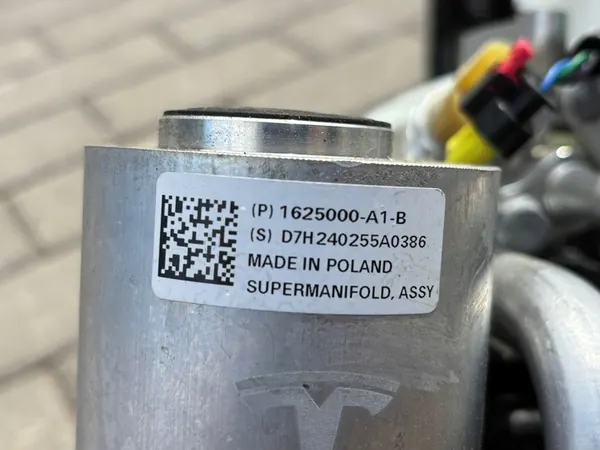 (P) 1625000-A1-B
(S) D7H240255A0386
MADE IN POLAND
SUPERMANIFOLD, ASSY